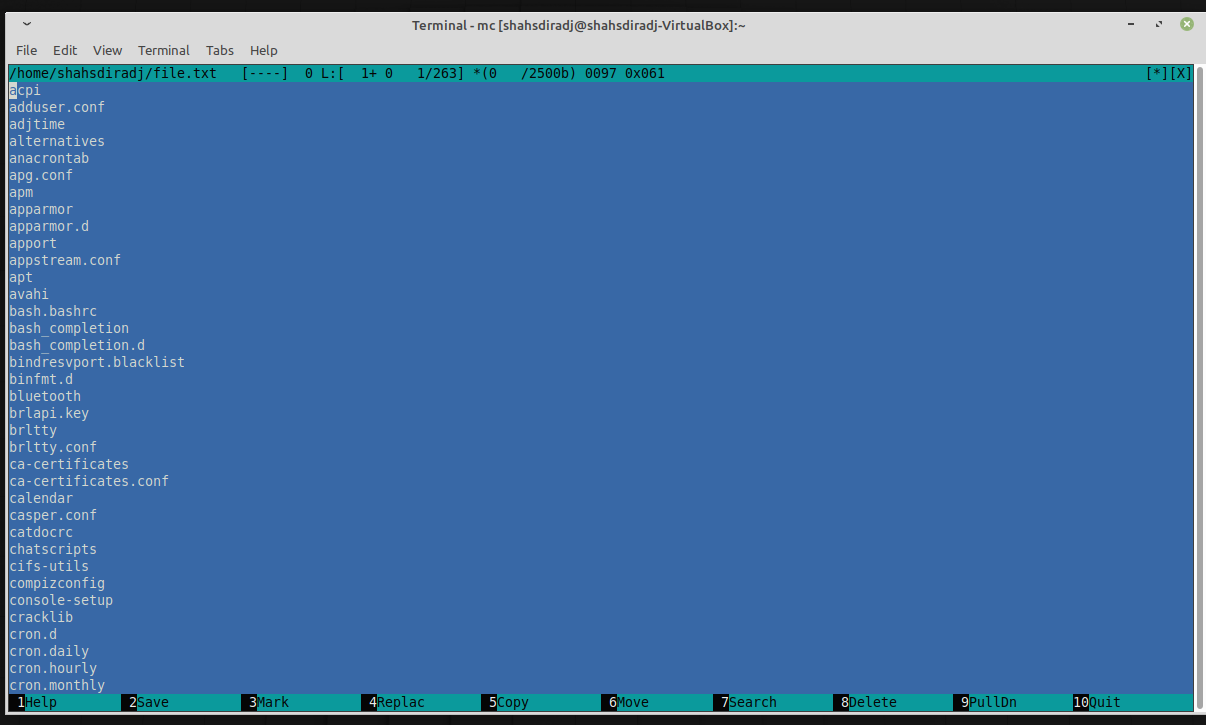 Terminal - mc [shahsdiradj@shahsdiradj-VirtualBox]:~
File Edit View Terminal Tabs Help
/home/shahsdiradj/file.txt [----] 0 L:[ 1+ 0 1/263] *(0 /2500b) 0097 0x061 [*][X]
acpi
adduser.conf
adjtime
alternatives
anacrontab
apg.conf
apm
apparmor
apparmor.d
apport
appstream.conf
apt
avahi
bash.bashrc
bash_completion
bash_completion.d
bindresvport.blacklist
binfmt.d
bluetooth
brlapi.key
brltty
brltty.conf
ca-certificates
ca-certificates.conf
calendar
casper.conf
catdocrc
chatscripts
cifs-utils
compizconfig
console-setup
cracklib
cron.d
cron.daily
cron.hourly
cron.monthly
1Help 2Save 3Mark 4Replac 5Copy 6Move 7Search 8Delete 9PullDn 10Quit